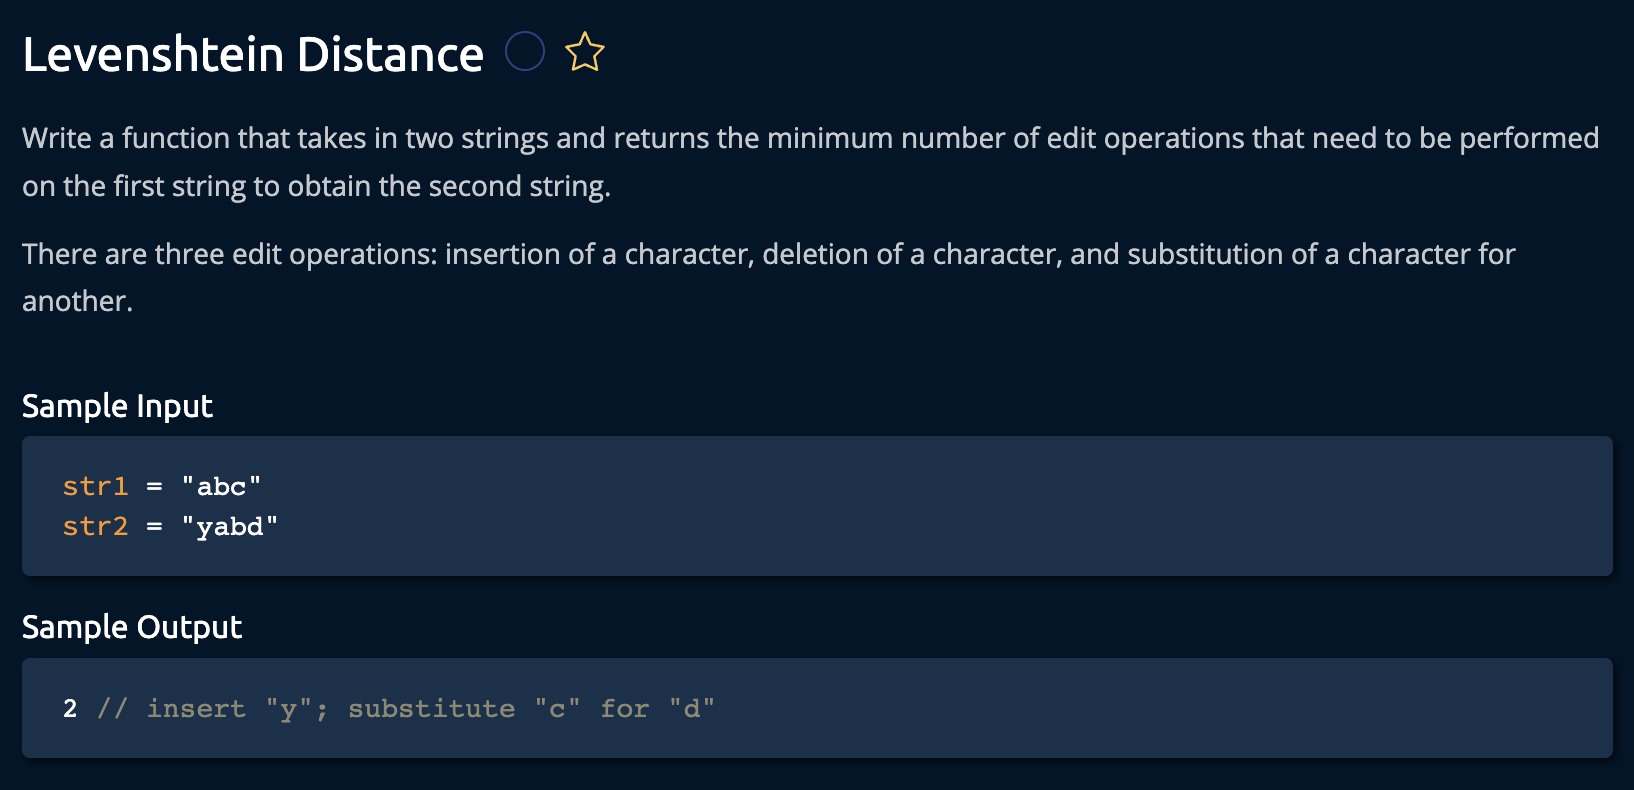 Levenshtein Distance
Write a function that takes in two strings and returns the minimum number of edit operations that need to be performed
on the first string to obtain the second string.
There are three edit operations: insertion of a character, deletion of a character, and substitution of a character for
another.
Sample Input
str1 = "abc"
str2 = "yabd"
Sample Output
2 // insert "y"; substitute "c" for "d"